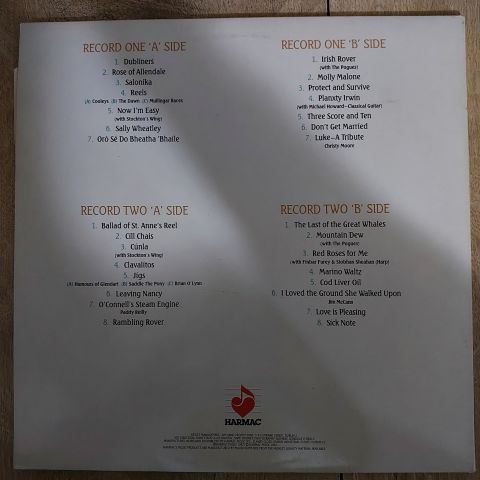 RECORD ONE 'A' SIDE
1. Dubliners
2. Rose of Allendale
3. Salonika
4. Reels
(A) Cooleys (B) The Dawn (C) Mullingar Races
5. Now I'm Easy
(with Stockton's Wing)
6. Sally Wheatley
7. Oró Sé Do Bheatha 'Bhaile
RECORD ONE 'B' SIDE
1. Irish Rover
(with The Pogues)
2. Molly Malone
3. Protect and Survive
4. Planxty Irwin
(with Michael Howard—Classical Guitar)
5. Three Score and Ten
6. Don't Get Married
7. Luke—A Tribute
Christy Moore
RECORD TWO 'A' SIDE
1. Ballad of St. Anne's Reel
2. Cill Chais
3. Cunla
(with Stockton's Wing)
4. Clavalitos
5. Jigs
(A) Humours of Glendart (B) Saddle The Pony (C) Brian O'Lynn
6. Leaving Nancy
7. O'Connell's Steam Engine
Paddy Reilly
8. Rambling Rover
RECORD TWO 'B' SIDE
1. The Last of the Great Whales
2. Mountain Dew
(with The Pogues)
3. Red Roses for Me
(with Finbar Furey & Siobhan Sheahan (Harp)
4. Marino Waltz
5. Cod Liver Oil
6. I Loved the Ground She Walked Upon
Jim McCann
7. Love is Pleasing
8. Sick Note
HARMAC